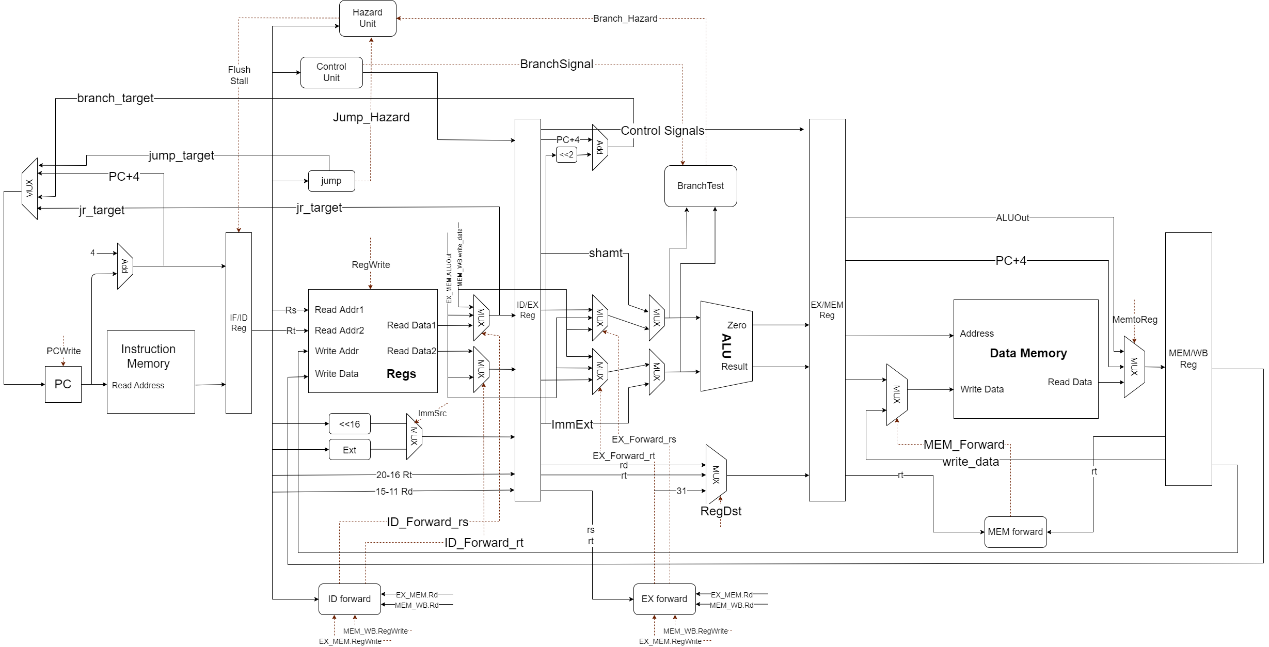 Hazard
Unit
Branch_Hazard
Flush
Stall
Control
Unit
BranchSignal
branch_target
Jump_Hazard
Control Signals
PC+4
<<2
Add
jump_target
jump
BranchTest
PC+4
MUX
jr_target
jr_target
ALUOut
4
Add
shamt
PC+4
RegWrite
EX_MEM.ALUout
MEM_WB.write_data
IF/ID
Reg
Rs
Read Addr1
Rt
Read Addr2
Read Data1
Write Addr
Read Data2
Write Data
Regs
MUX
MUX
ID/EX
Reg
MUX
MUX
MUX
MUX
Zero
ALU
Result
EX/MEM
Reg
Address
Data Memory
Write Data
Read Data
MUX
MemtoReg
MUX
MEM/WB
Reg
PCWrite
PC
Instruction
Memory
Read Address
ImmSrc
<<16
Ext
MUX
ImmExt
EX_Forward_rs
EX_Forward_rt
rd
rt
31
MUX
RegDst
MEM_Forward
write_data
rt
rt
20-16 Rt
15-11 Rd
ID_Forward_rs
ID_Forward_rt
rs
rt
MEM forward
ID forward
EX_MEM.Rd
MEM_WB.Rd
MEM_WB.RegWrite
EX_MEM.RegWrite
EX forward
EX_MEM.Rd
MEM_WB.Rd
MEM_WB.RegWrite
EX_MEM.RegWrite